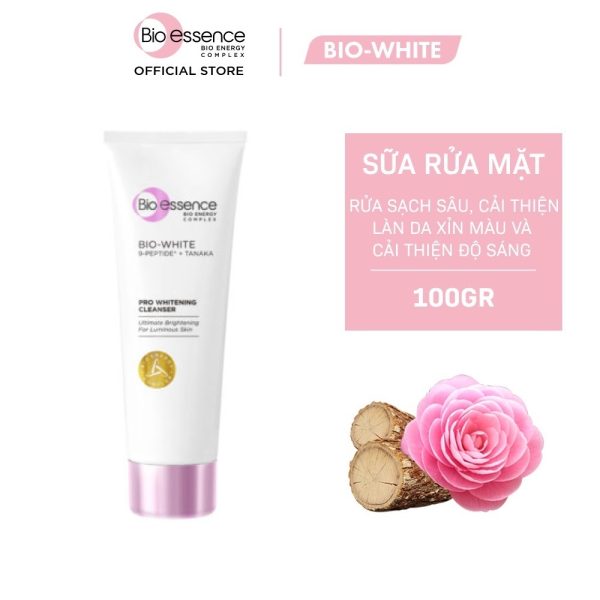 Bio essence
BIO ENERGY
COMPLEX
OFFICIAL STORE
BIO-WHITE
Bio essence
BIO ENERGY
COMPLEX
BIO-WHITE
9-PEPTIDE* + TANAKA
PRO WHITENING
CLEANSER
Ultimate Brightening
For Luminous Skin
SỮA RỬA MẶT
RỬA SẠCH SÂU, CẢI THIỆN
LÀN DA XỈN MÀU VÀ
CẢI THIỆN ĐỘ SÁNG
100GR